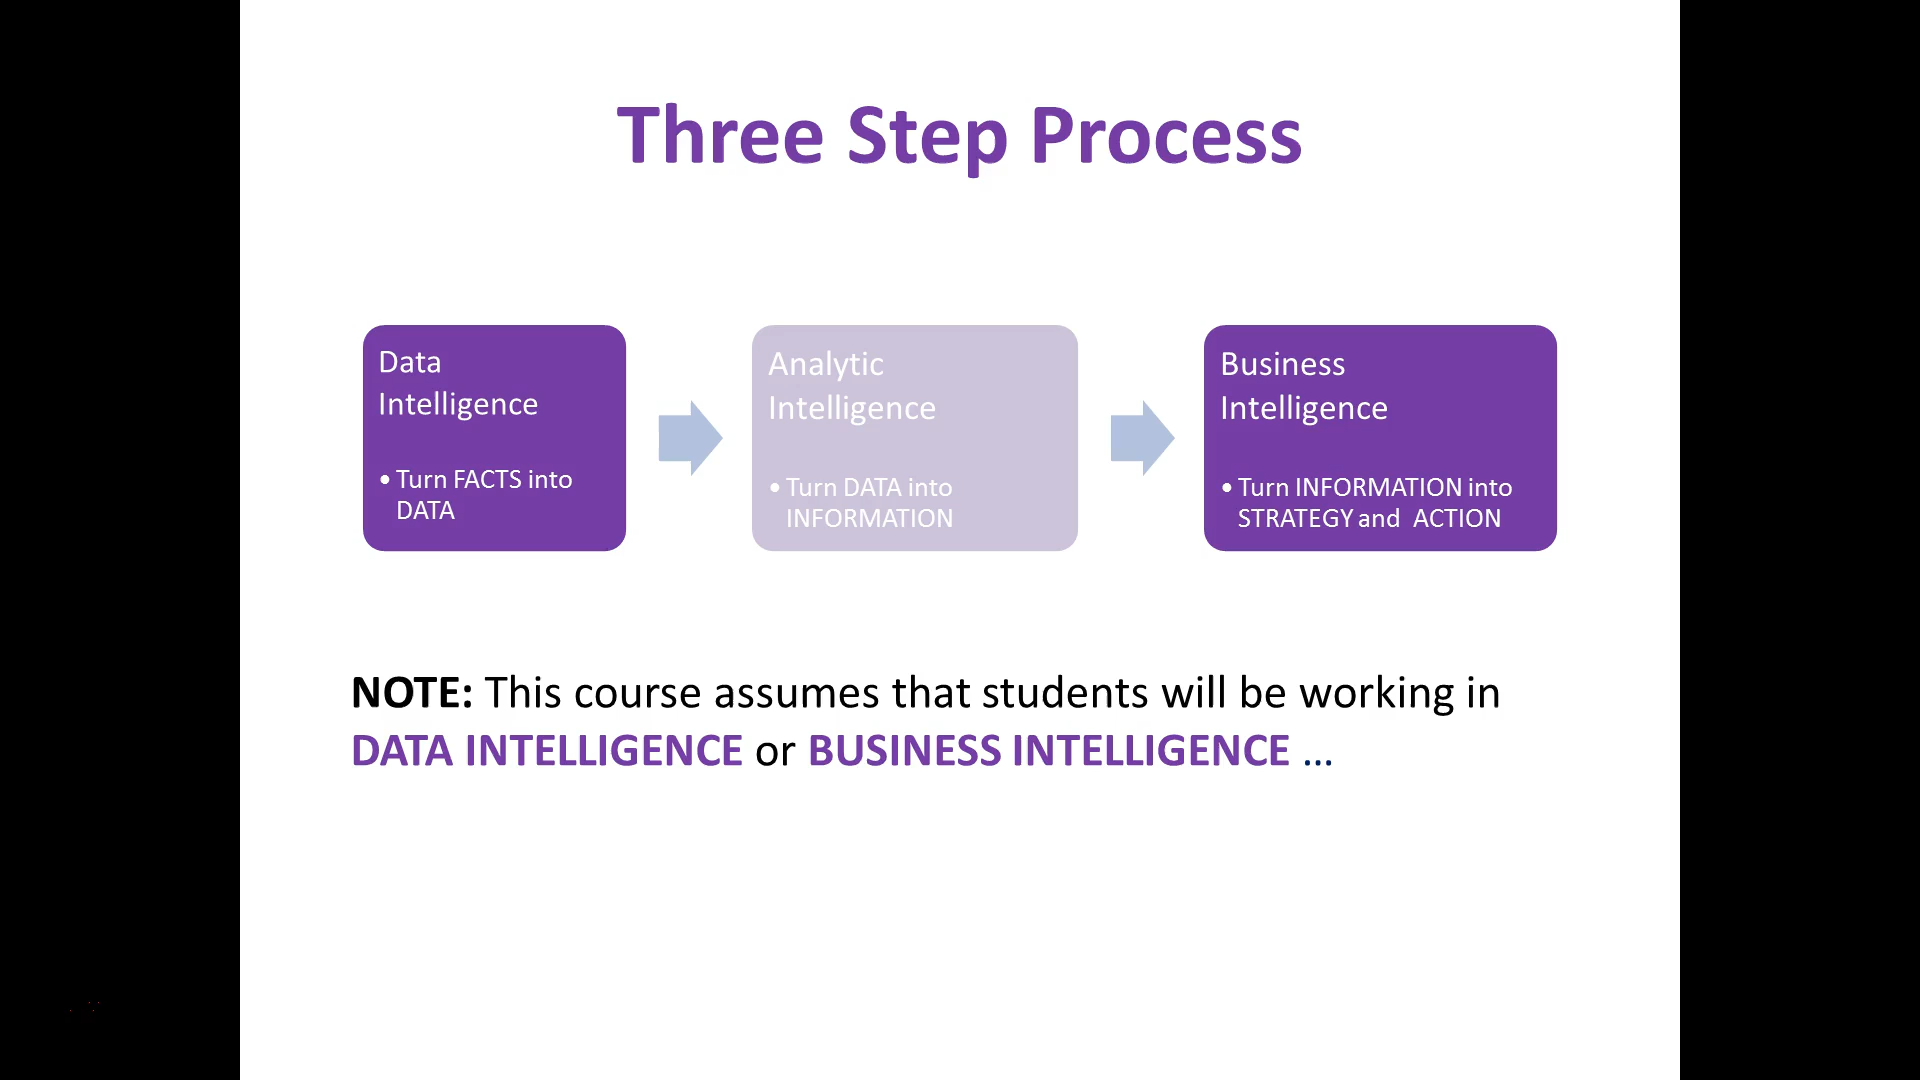 Three Step Process
Data
Intelligence
• Turn FACTS into
DATA
Analytic
Intelligence
• Turn DATA into
INFORMATION
Business
Intelligence
• Turn INFORMATION into
STRATEGY and ACTION
NOTE: This course assumes that students will be working in
DATA INTELLIGENCE or BUSINESS INTELLIGENCE ...